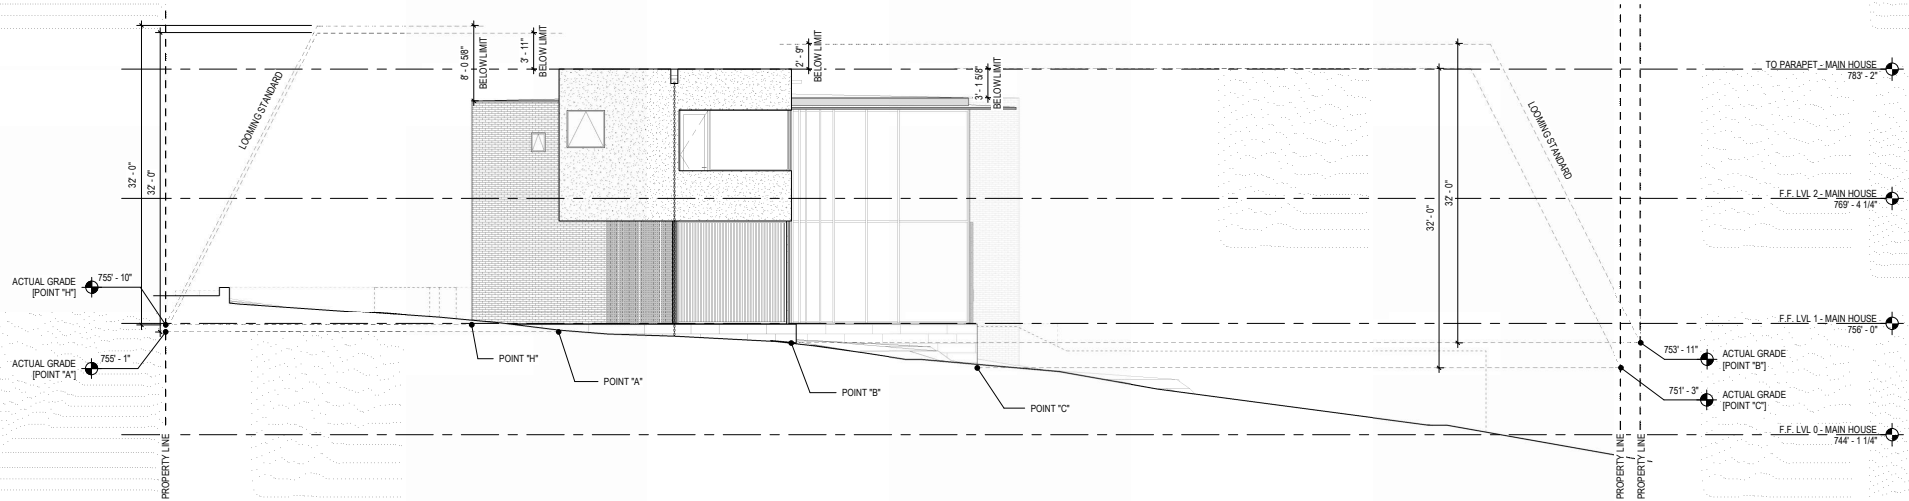 8' - 0 5/8"
BELOW LIMIT
3' - 11"
BELOW LIMIT
2' - 9"
BELOW LIMIT
3' - 1 5/8"
BELOW LIMIT
TO PARAPET - MAIN HOUSE
783' - 2"
LOOMING STANDARD
LOOMING STANDARD
32' - 0"
32' - 0"
32' - 0"
32' - 0"
F.F. LVL 2 - MAIN HOUSE
769' - 4 1/4"
ACTUAL GRADE
[POINT "H"]
755' - 10"
F.F. LVL 1 - MAIN HOUSE
756' - 0"
ACTUAL GRADE
[POINT "A"]
755' - 1"
POINT "H"
POINT "A"
POINT "B"
POINT "C"
753' - 11"
ACTUAL GRADE
[POINT "B"]
751' - 3"
ACTUAL GRADE
[POINT "C"]
F.F. LVL 0 - MAIN HOUSE
744' - 1 1/4"
PROPERTY LINE
PROPERTY LINE
PROPERTY LINE